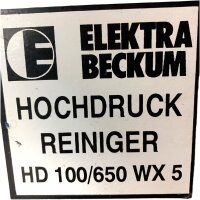 ELEKTRA
BECKUM
HOCHDRUCK
REINIGER
HD 100/650 WX 5